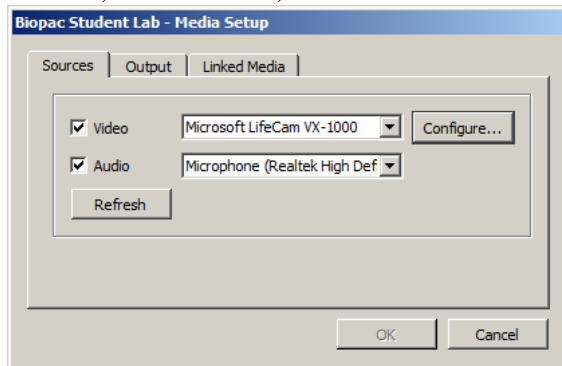 Biopac Student Lab - Media Setup
Sources Output Linked Media
Video Microsoft LifeCam VX-1000 Configure...
Audio Microphone (Realtek High Def
Refresh
OK Cancel